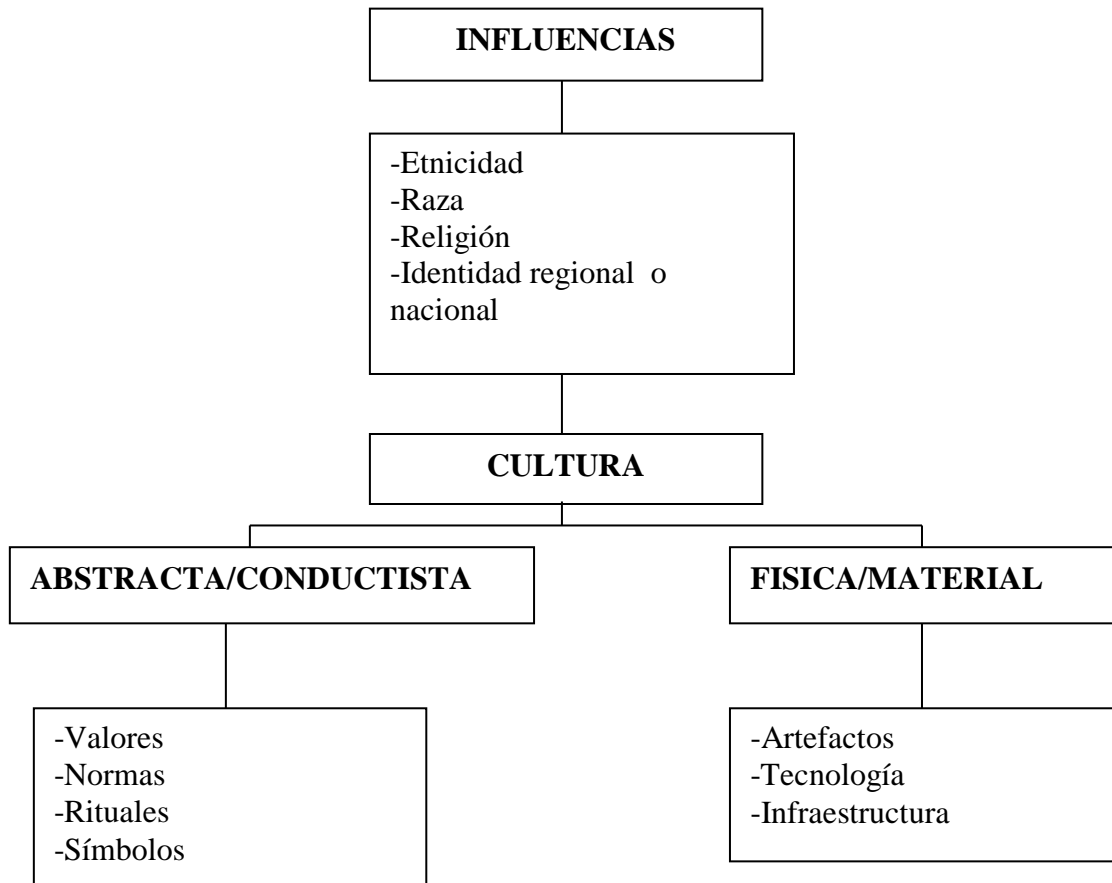 INFLUENCIAS
-Etnicidad
-Raza
-Religión
-Identidad regional o
nacional
CULTURA
ABSTRACTA/CONDUCTISTA
FISICA/MATERIAL
-Valores
-Normas
-Rituales
-Símbolos
-Artefactos
-Tecnología
-Infraestructura